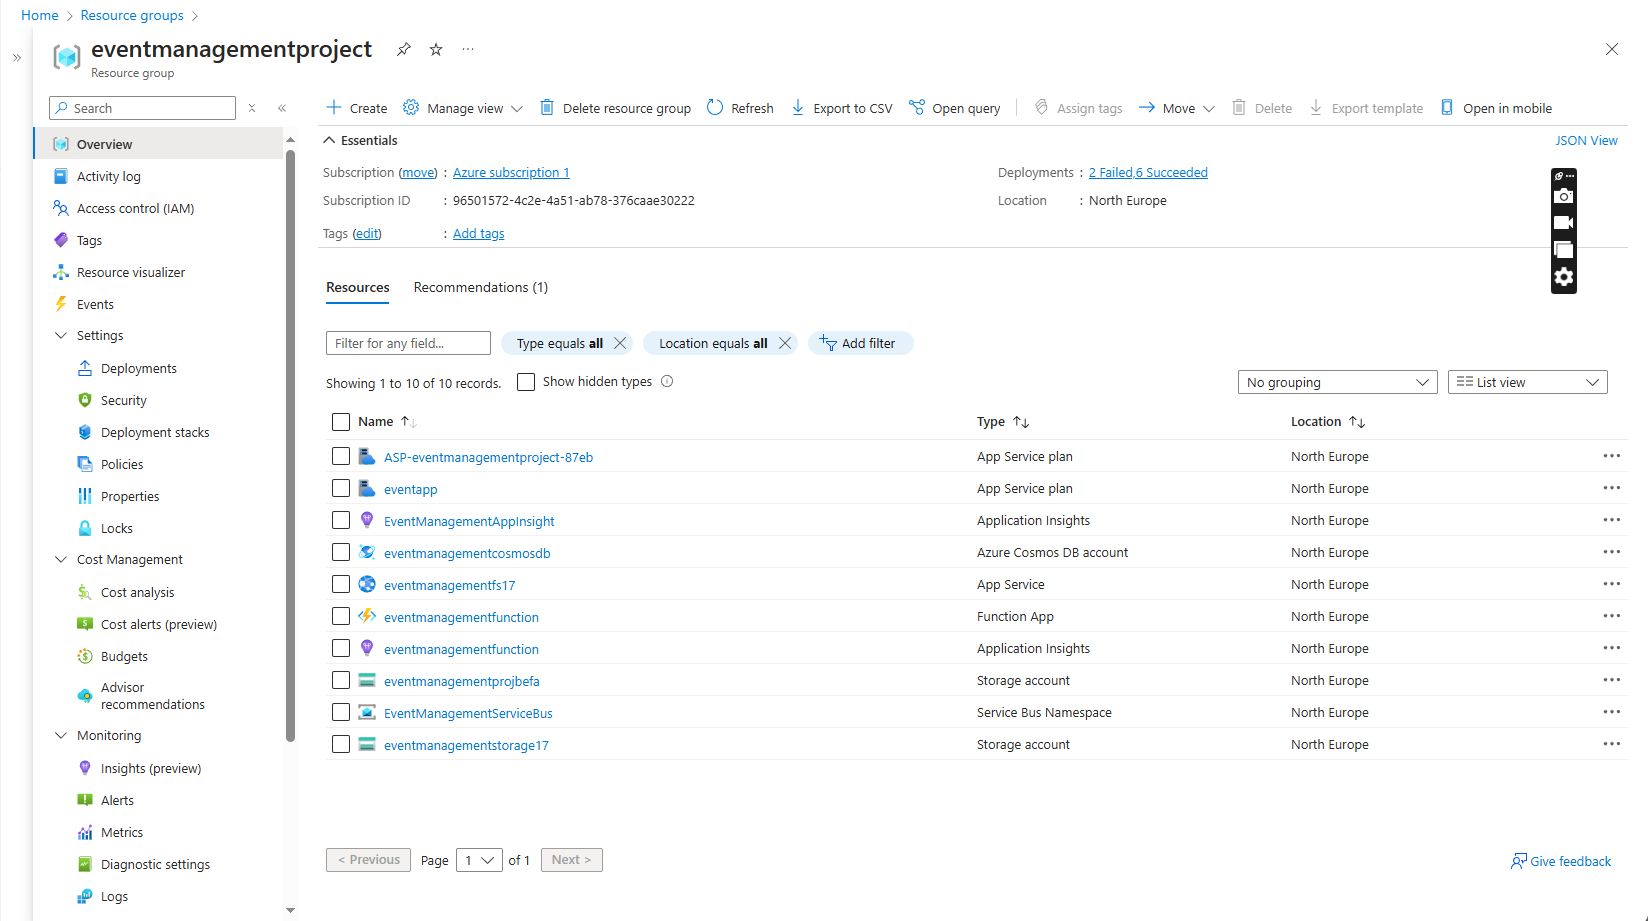 Home > Resource groups >
eventmanagementproject
Resource group
Search
Create Manage view Delete resource group Refresh Export to CSV Open query Assign tags Move Delete Export template Open in mobile
Overview
Activity log
Access control (IAM)
Tags
Resource visualizer
Events
Settings
Deployments
Security
Deployment stacks
Policies
Properties
Locks
Cost Management
Cost analysis
Cost alerts (preview)
Budgets
Advisor
recommendations
Monitoring
Insights (preview)
Alerts
Metrics
Diagnostic settings
Logs
Essentials
JSON View
Subscription (move) : Azure subscription 1
Deployments : 2 Failed,6 Succeeded
Subscription ID : 96501572-4c2e-4a51-ab78-376caae30222
Location : North Europe
Tags (edit) : Add tags
Resources Recommendations (1)
Filter for any field... Type equals all Location equals all Add filter
Showing 1 to 10 of 10 records. Show hidden types No grouping List view
Name Type Location
ASP-eventmanagementproject-87eb App Service plan North Europe
eventapp App Service plan North Europe
EventManagementAppInsight Application Insights North Europe
eventmanagementcosmosdb Azure Cosmos DB account North Europe
eventmanagementfs17 App Service North Europe
eventmanagementfunction Function App North Europe
eventmanagementfunction Application Insights North Europe
eventmanagementprojbefa Storage account North Europe
EventManagementServiceBus Service Bus Namespace North Europe
eventmanagementstorage17 Storage account North Europe
< Previous Page 1 of 1 Next >
Give feedback